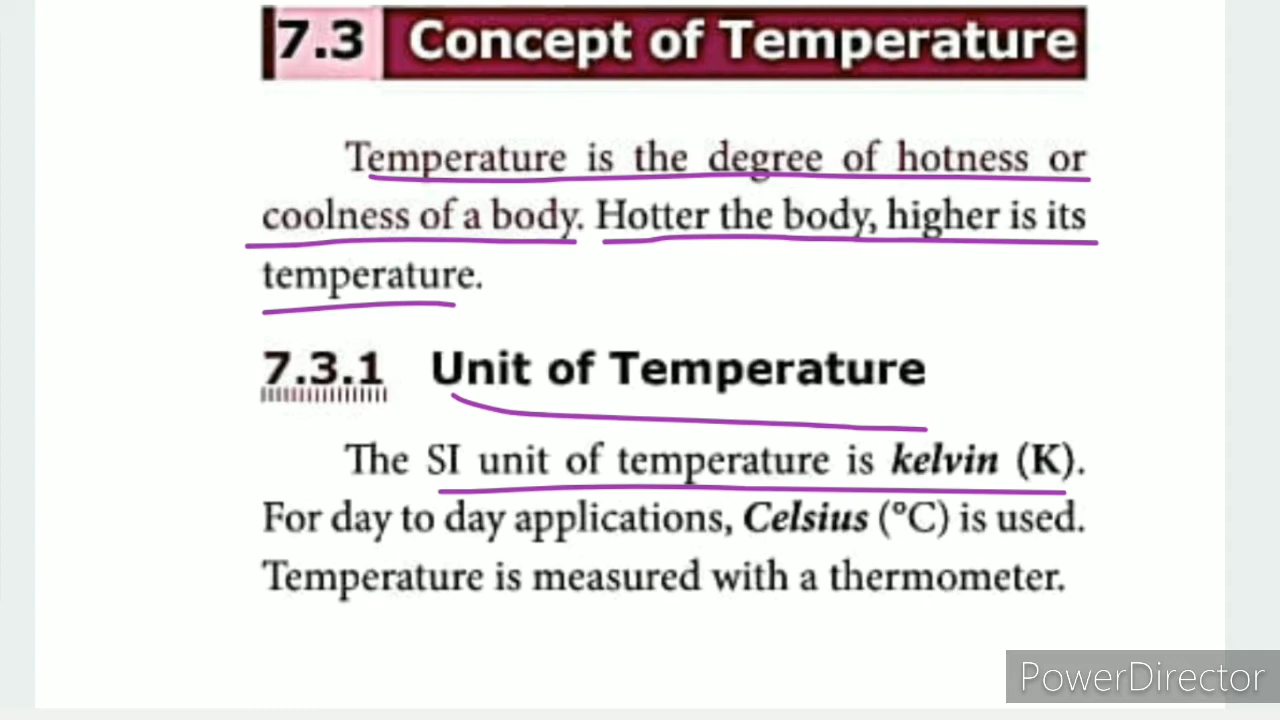 7.3 Concept of Temperature
Temperature is the degree of hotness or
coolness of a body. Hotter the body, higher is its
temperature.
7.3.1 Unit of Temperature
The SI unit of temperature is kelvin (K).
For day to day applications, Celsius (°C) is used.
Temperature is measured with a thermometer.
PowerDirector